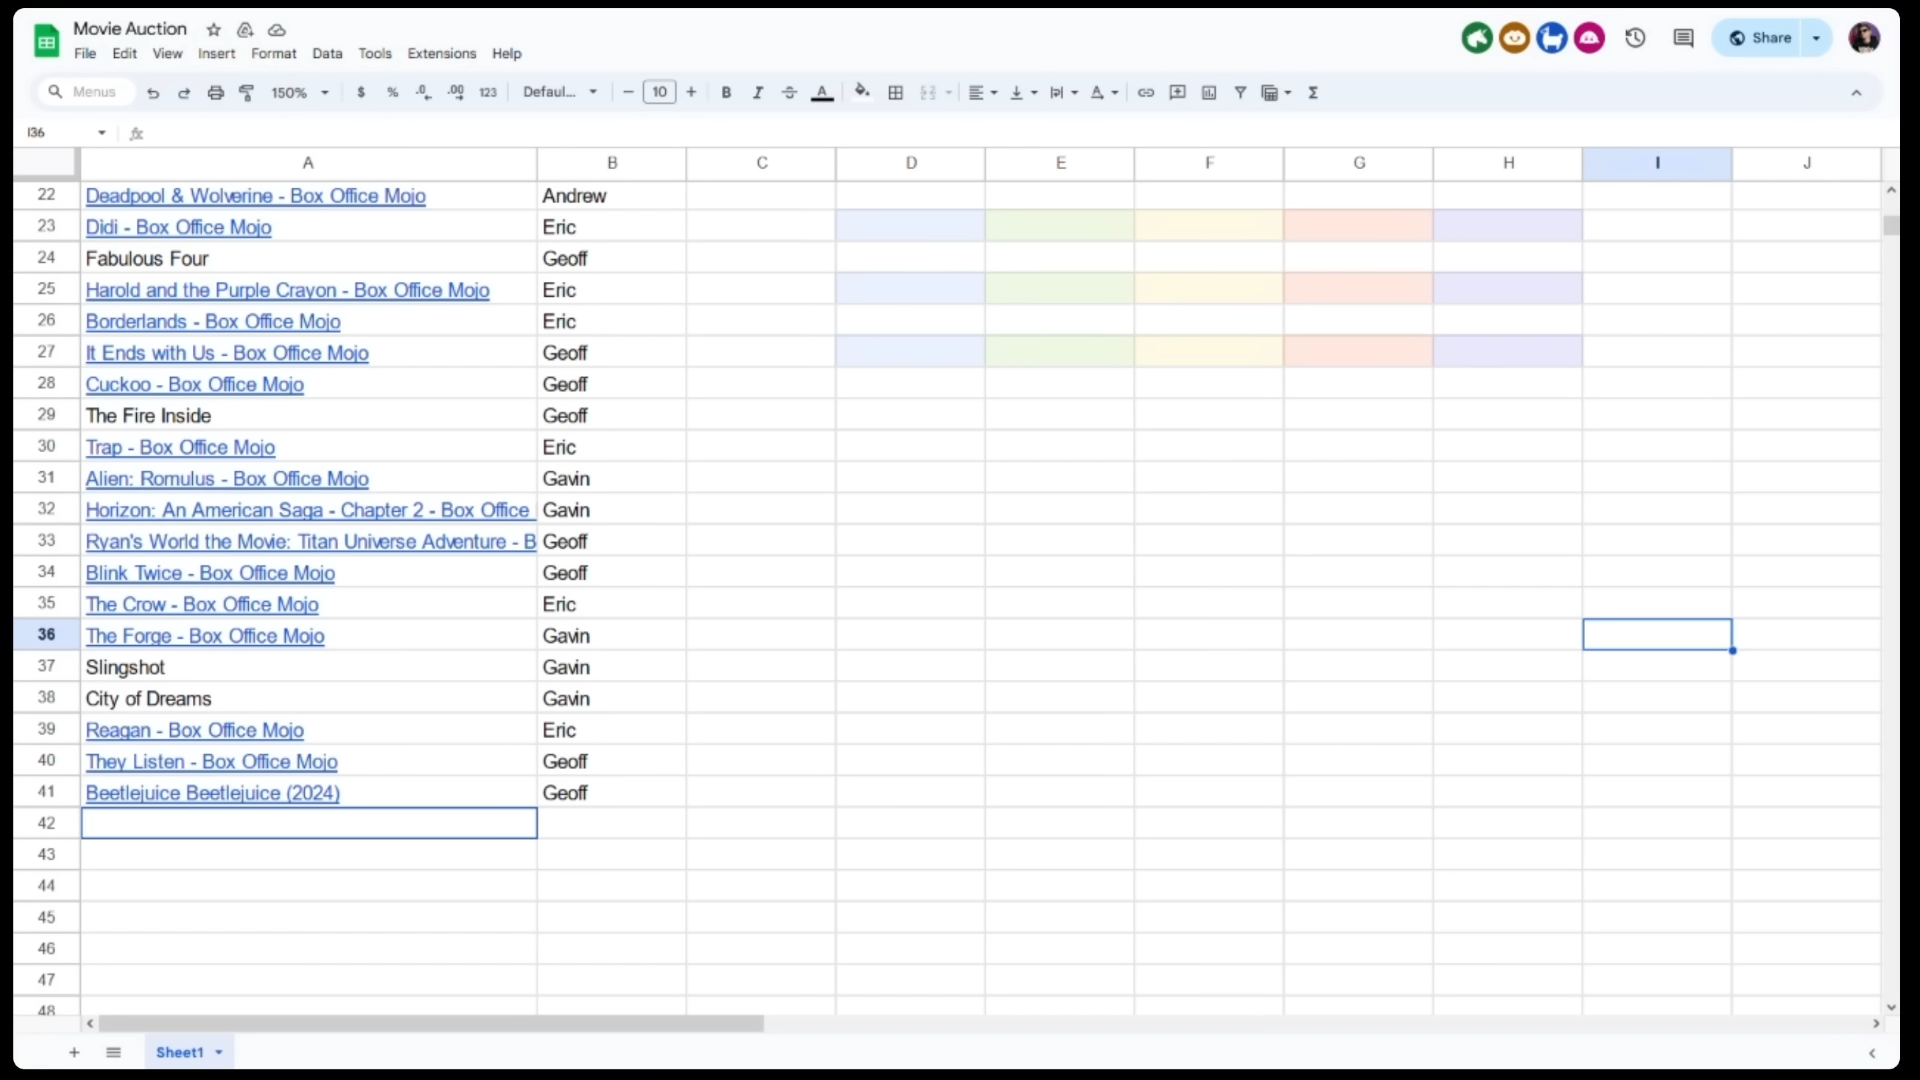 Movie Auction
File Edit View Insert Format Data Tools Extensions Help
Share
Menus 150% $ % .0 .00 123 Defaul... 10 B I A Σ
I36 fx
A B C D E F G H I J
22 Deadpool & Wolverine - Box Office Mojo Andrew
23 Dìdi - Box Office Mojo Eric
24 Fabulous Four Geoff
25 Harold and the Purple Crayon - Box Office Mojo Eric
26 Borderlands - Box Office Mojo Eric
27 It Ends with Us - Box Office Mojo Geoff
28 Cuckoo - Box Office Mojo Geoff
29 The Fire Inside Geoff
30 Trap - Box Office Mojo Eric
31 Alien: Romulus - Box Office Mojo Gavin
32 Horizon: An American Saga - Chapter 2 - Box Office Gavin
33 Ryan's World the Movie: Titan Universe Adventure - B Geoff
34 Blink Twice - Box Office Mojo Geoff
35 The Crow - Box Office Mojo Eric
36 The Forge - Box Office Mojo Gavin
37 Slingshot Gavin
38 City of Dreams Gavin
39 Reagan - Box Office Mojo Eric
40 They Listen - Box Office Mojo Geoff
41 Beetlejuice Beetlejuice (2024) Geoff
42
43
44
45
46
47
48
Sheet1